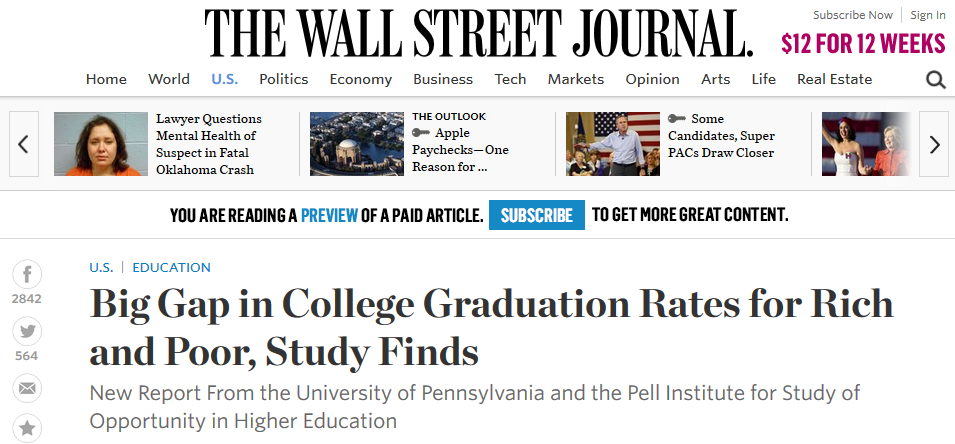 Subscribe Now | Sign In
THE WALL STREET JOURNAL.
$12 FOR 12 WEEKS
Home World U.S. Politics Economy Business Tech Markets Opinion Arts Life Real Estate
Lawyer Questions
Mental Health of
Suspect in Fatal
Oklahoma Crash
THE OUTLOOK
Apple
Paychecks—One
Reason for ...
Some
Candidates, Super
PACs Draw Closer
YOU ARE READING A PREVIEW OF A PAID ARTICLE. SUBSCRIBE TO GET MORE GREAT CONTENT.
U.S. | EDUCATION
Big Gap in College Graduation Rates for Rich
and Poor, Study Finds
New Report From the University of Pennsylvania and the Pell Institute for Study of
Opportunity in Higher Education
2842
564